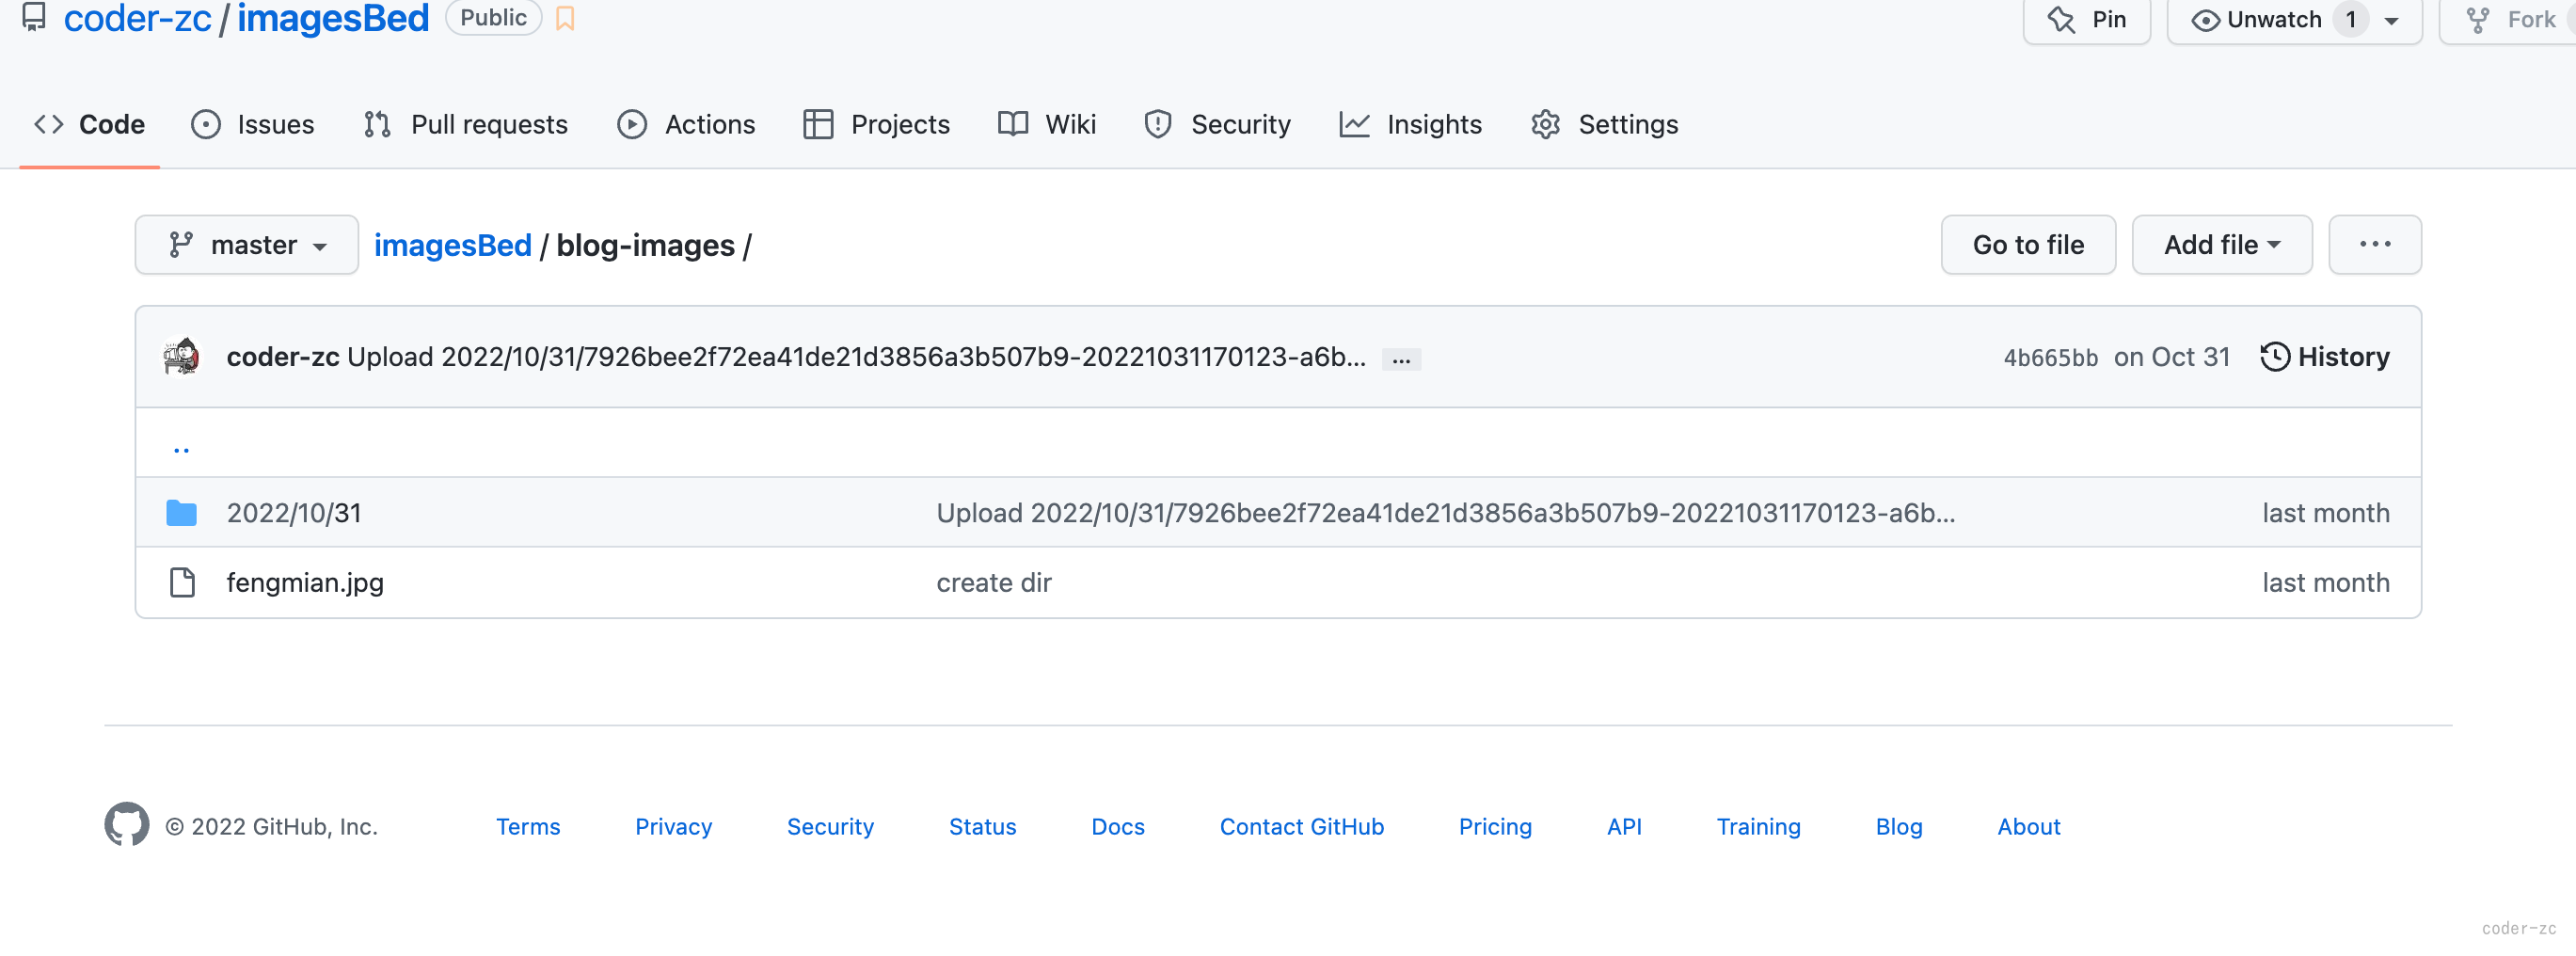 coder-zc / imagesBed Public Pin Unwatch 1 Fork
Code Issues Pull requests Actions Projects Wiki Security Insights Settings
master imagesBed / blog-images / Go to file Add file ...
coder-zc Upload 2022/10/31/7926bee2f72ea41de21d3856a3b507b9-20221031170123-a6b... ... 4b665bb on Oct 31 History
..
2022/10/31 Upload 2022/10/31/7926bee2f72ea41de21d3856a3b507b9-20221031170123-a6b... last month
fengmian.jpg create dir last month
© 2022 GitHub, Inc. Terms Privacy Security Status Docs Contact GitHub Pricing API Training Blog About
coder-zc